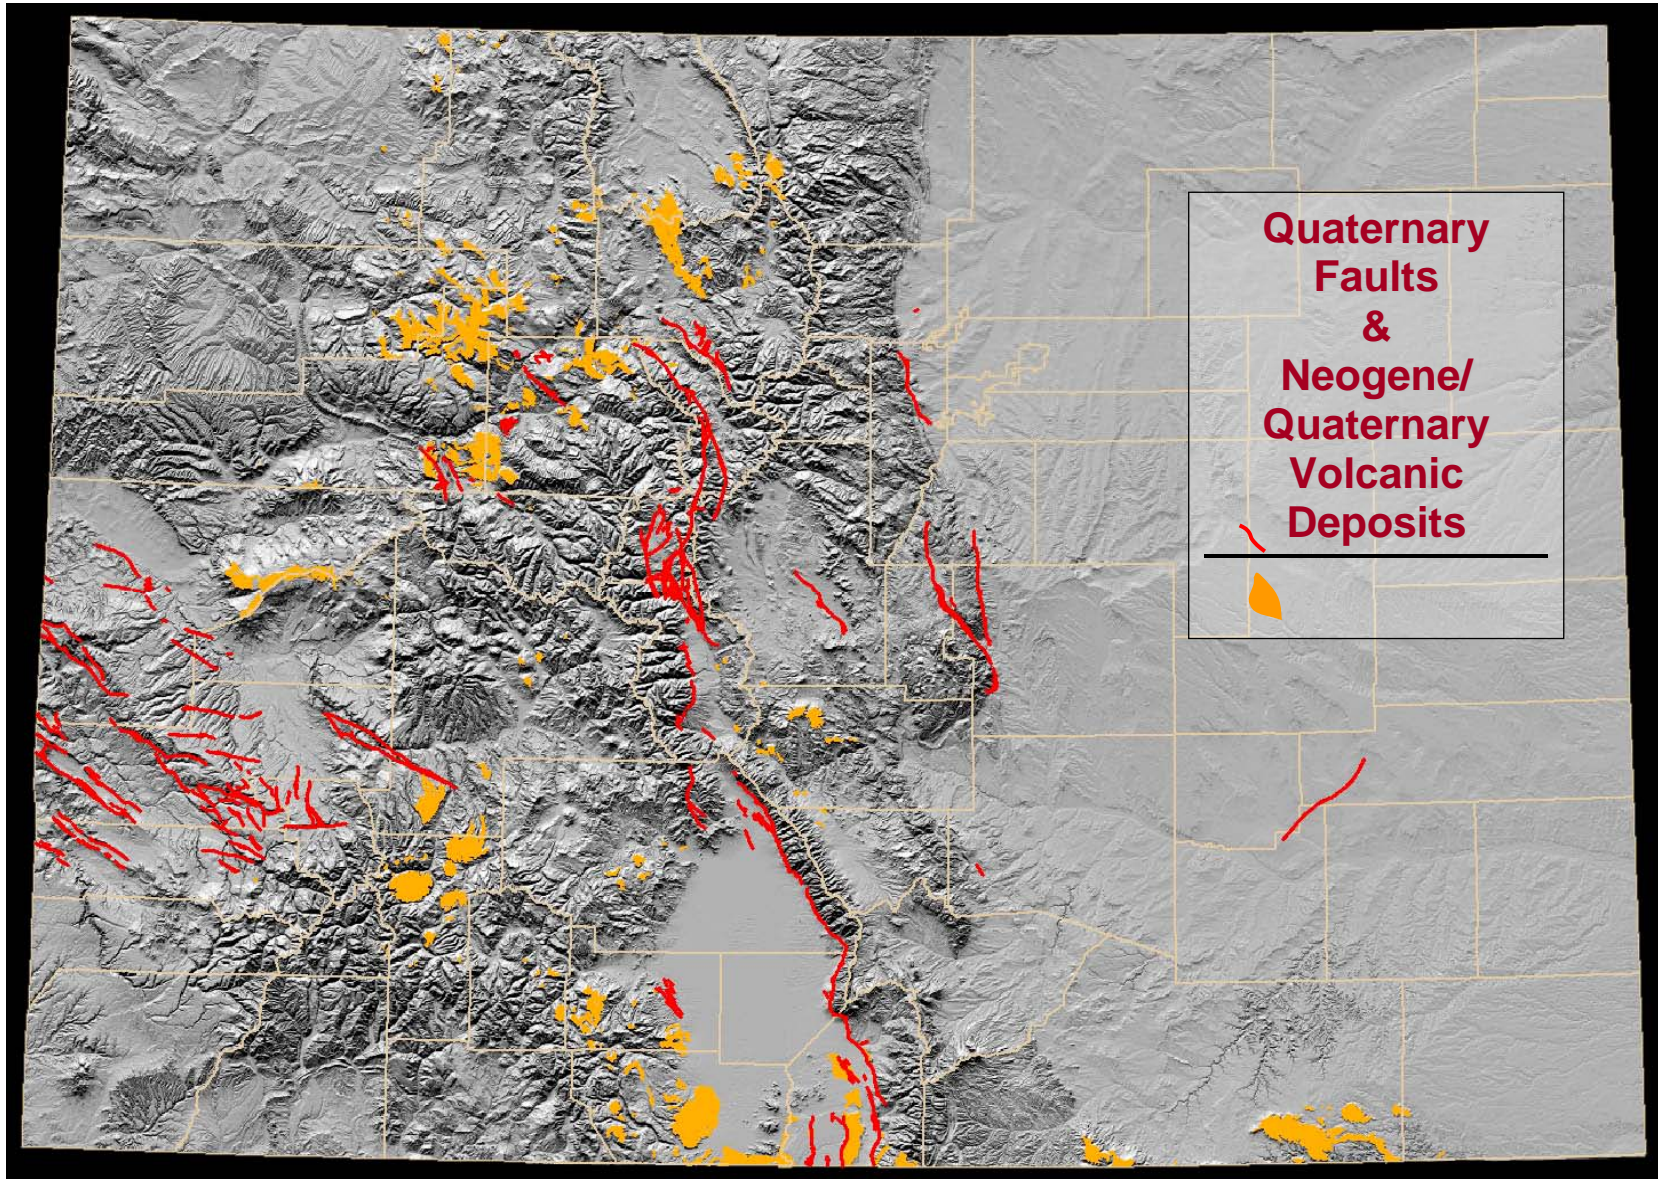 Quaternary
Faults
&
Neogene/
Quaternary
Volcanic
Deposits